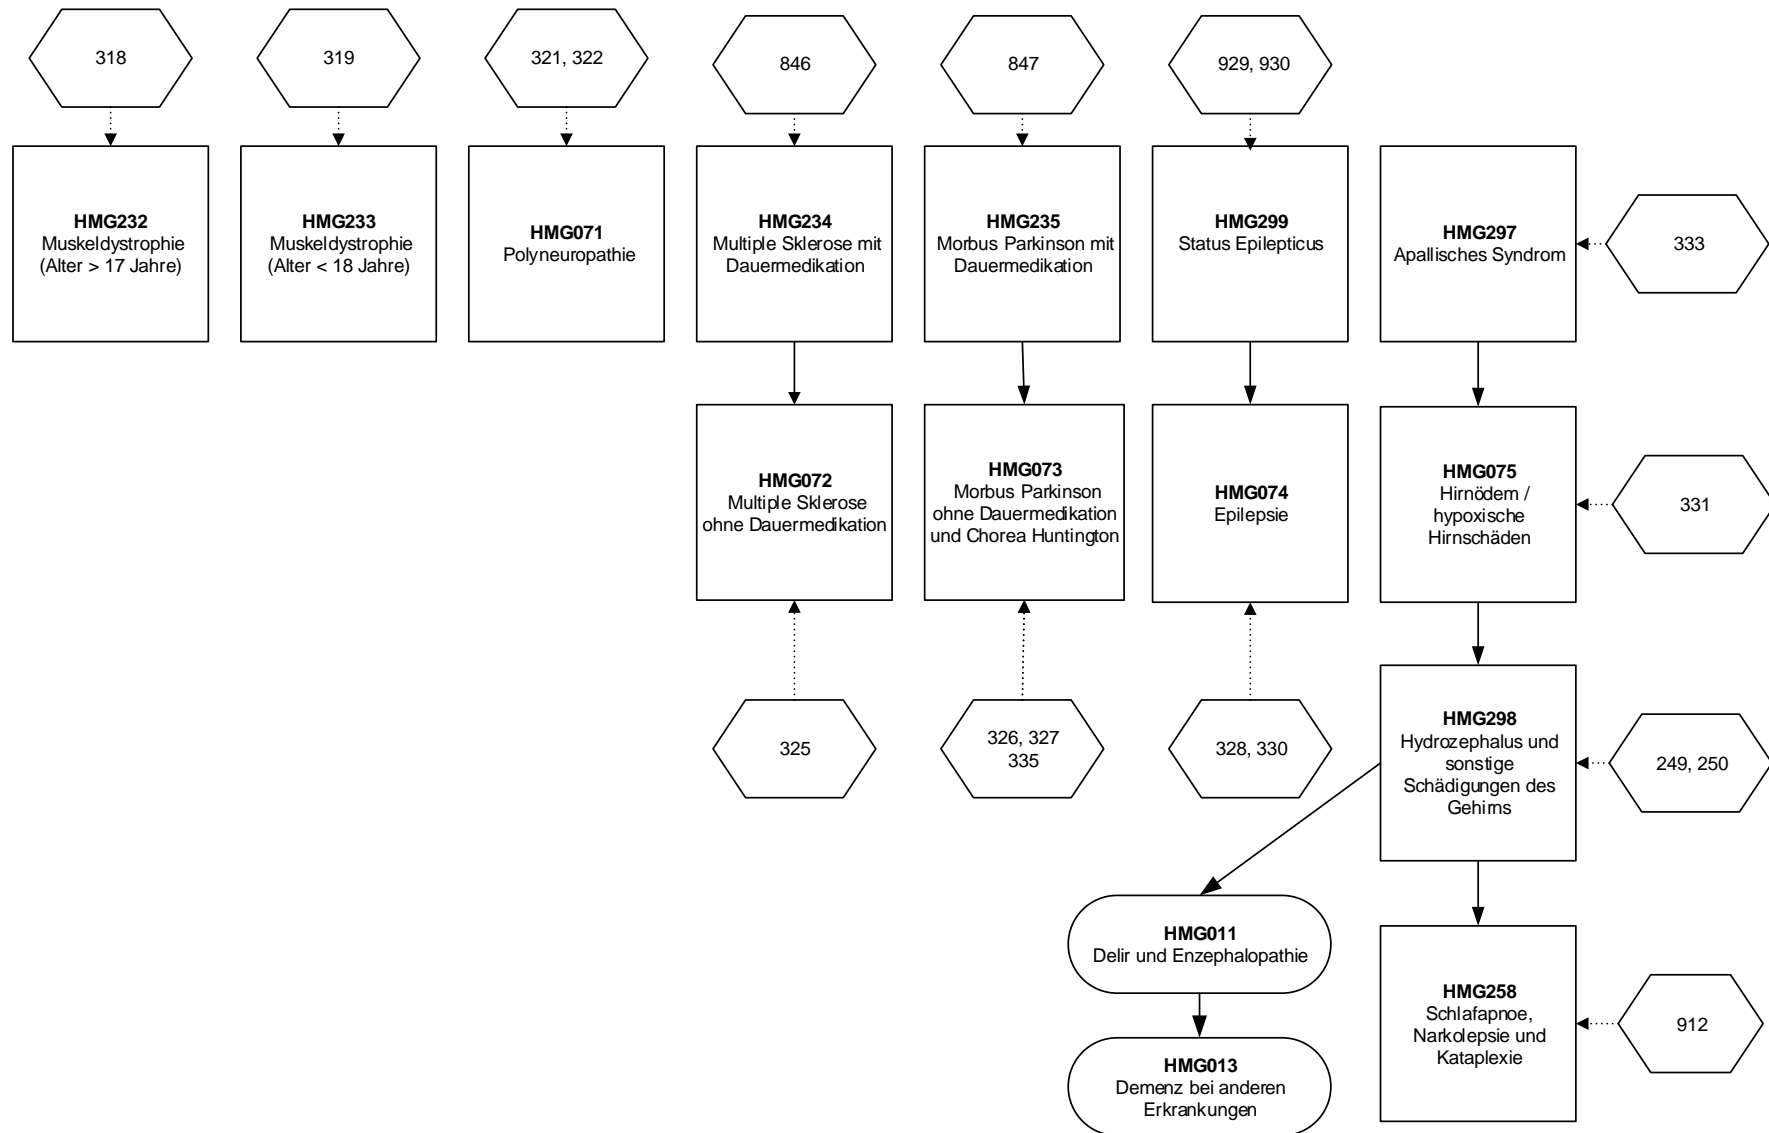 318
319
321, 322
846
847
929, 930
HMG232
Muskeldystrophie
(Alter > 17 Jahre)
HMG233
Muskeldystrophie
(Alter < 18 Jahre)
HMG071
Polyneuropathie
HMG234
Multiple Sklerose mit
Dauermedikation
HMG235
Morbus Parkinson mit
Dauermedikation
HMG299
Status Epilepticus
HMG297
Apallisches Syndrom
333
HMG072
Multiple Sklerose
ohne Dauermedikation
HMG073
Morbus Parkinson
ohne Dauermedikation
und Chorea Huntington
HMG074
Epilepsie
HMG075
Hirnödem /
hypoxische
Hirnschäden
331
325
326, 327
335
328, 330
HMG298
Hydrozephalus und
sonstige
Schädigungen des
Gehirns
249, 250
HMG011
Delir und Enzephalopathie
HMG258
Schlafapnoe,
Narkolepsie und
Kataplexie
912
HMG013
Demenz bei anderen
Erkrankungen